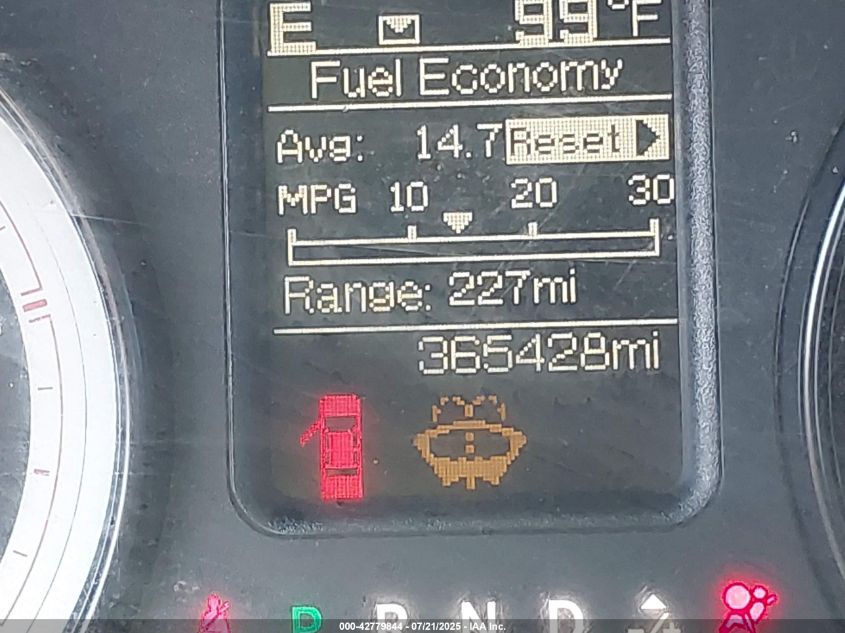 E 99°F
Fuel Economy
Avg: 14.7 Reset
MPG 10 20 30
Range: 227mi
365428mi
P R N D
000-42779844 - 07/21/2025 - IAA Inc.